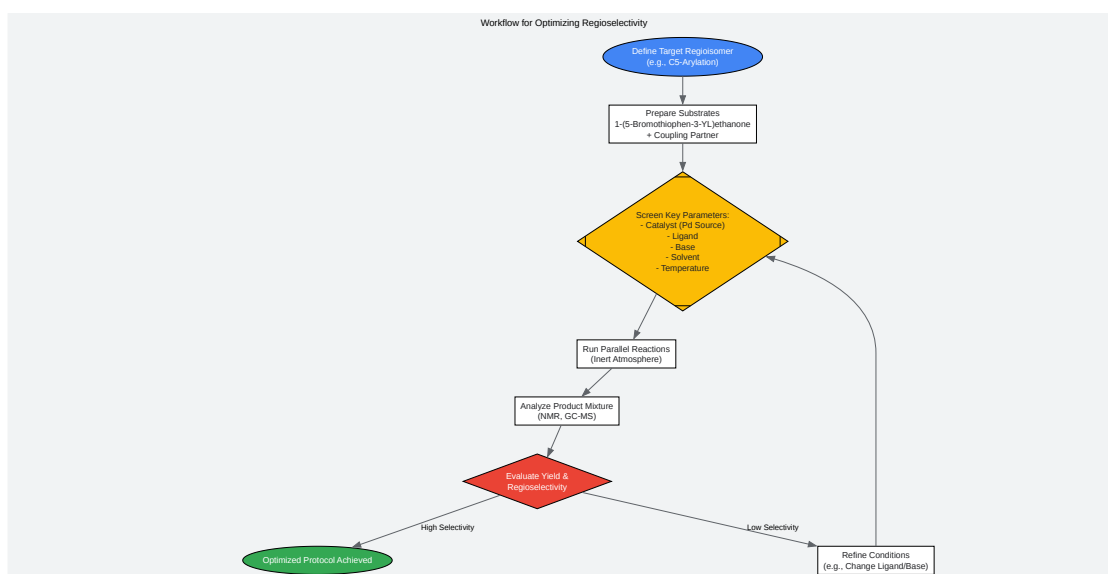 Workflow for Optimizing Regioselectivity
Define Target Regioisomer
(e.g., C5-Arylation)
Prepare Substrates
1-(5-Bromothiophen-3-YL)ethanone
+ Coupling Partner
Screen Key Parameters:
- Catalyst (Pd Source)
- Ligand
- Base
- Solvent
- Temperature
Run Parallel Reactions
(Inert Atmosphere)
Analyze Product Mixture
(NMR, GC-MS)
Evaluate Yield &
Regioselectivity
High Selectivity
Low Selectivity
Optimized Protocol Achieved
Refine Conditions
(e.g., Change Ligand/Base)